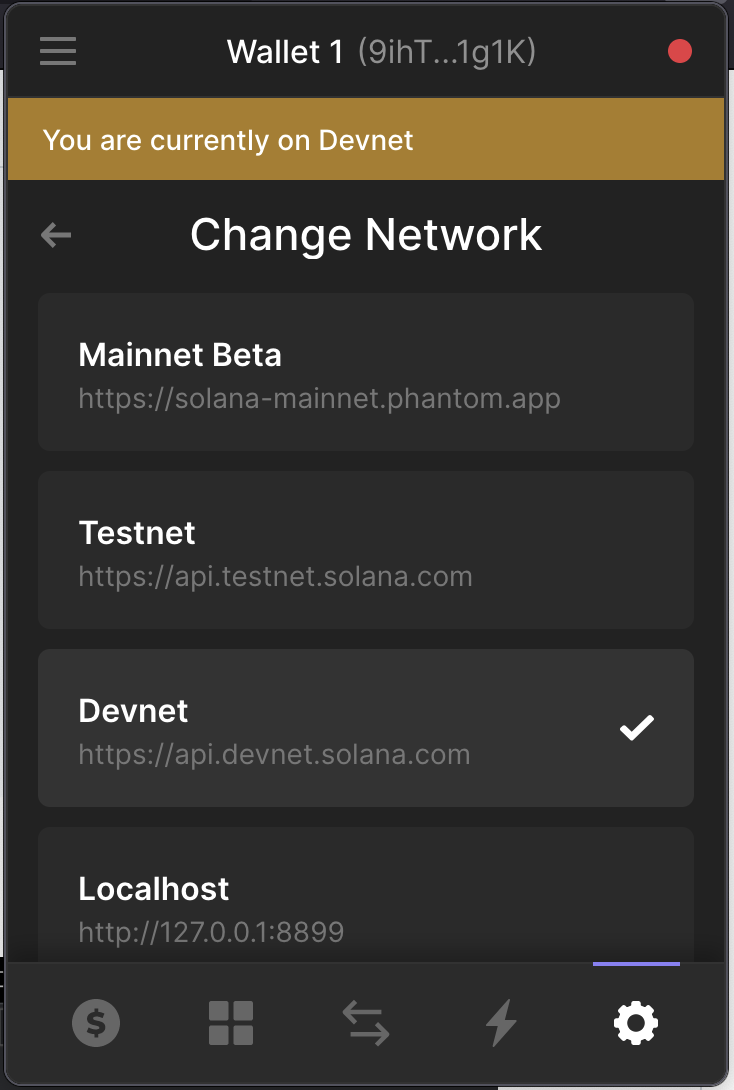 Wallet 1 (9ihT...1g1K)
You are currently on Devnet
Change Network
Mainnet Beta
https://solana-mainnet.phantom.app
Testnet
https://api.testnet.solana.com
Devnet
https://api.devnet.solana.com
Localhost
http://127.0.0.1:8899
$